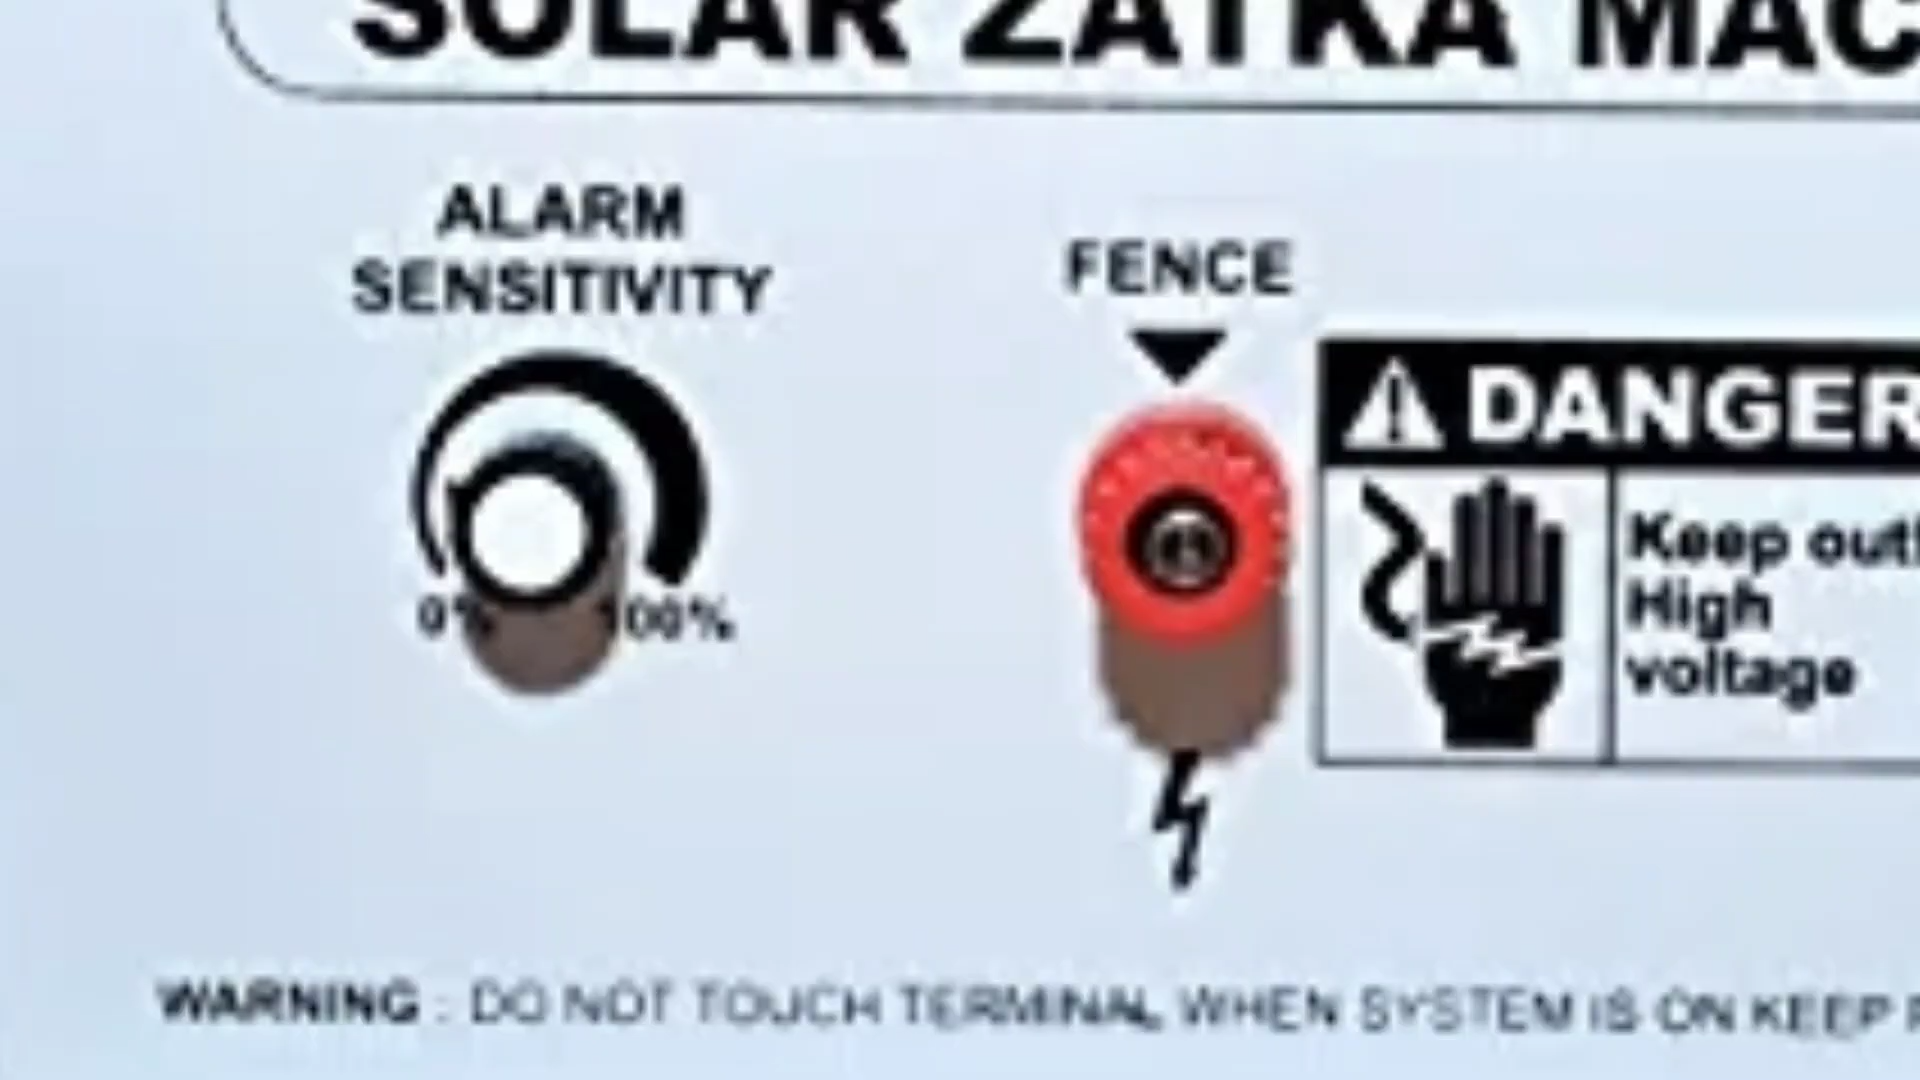 SOLAR ZATKA MAC
ALARM
SENSITIVITY
0%
00%
FENCE
DANGER
Keep out!
High
voltage
WARNING : DO NOT TOUCH TERMINAL WHEN SYSTEM IS ON KEEP